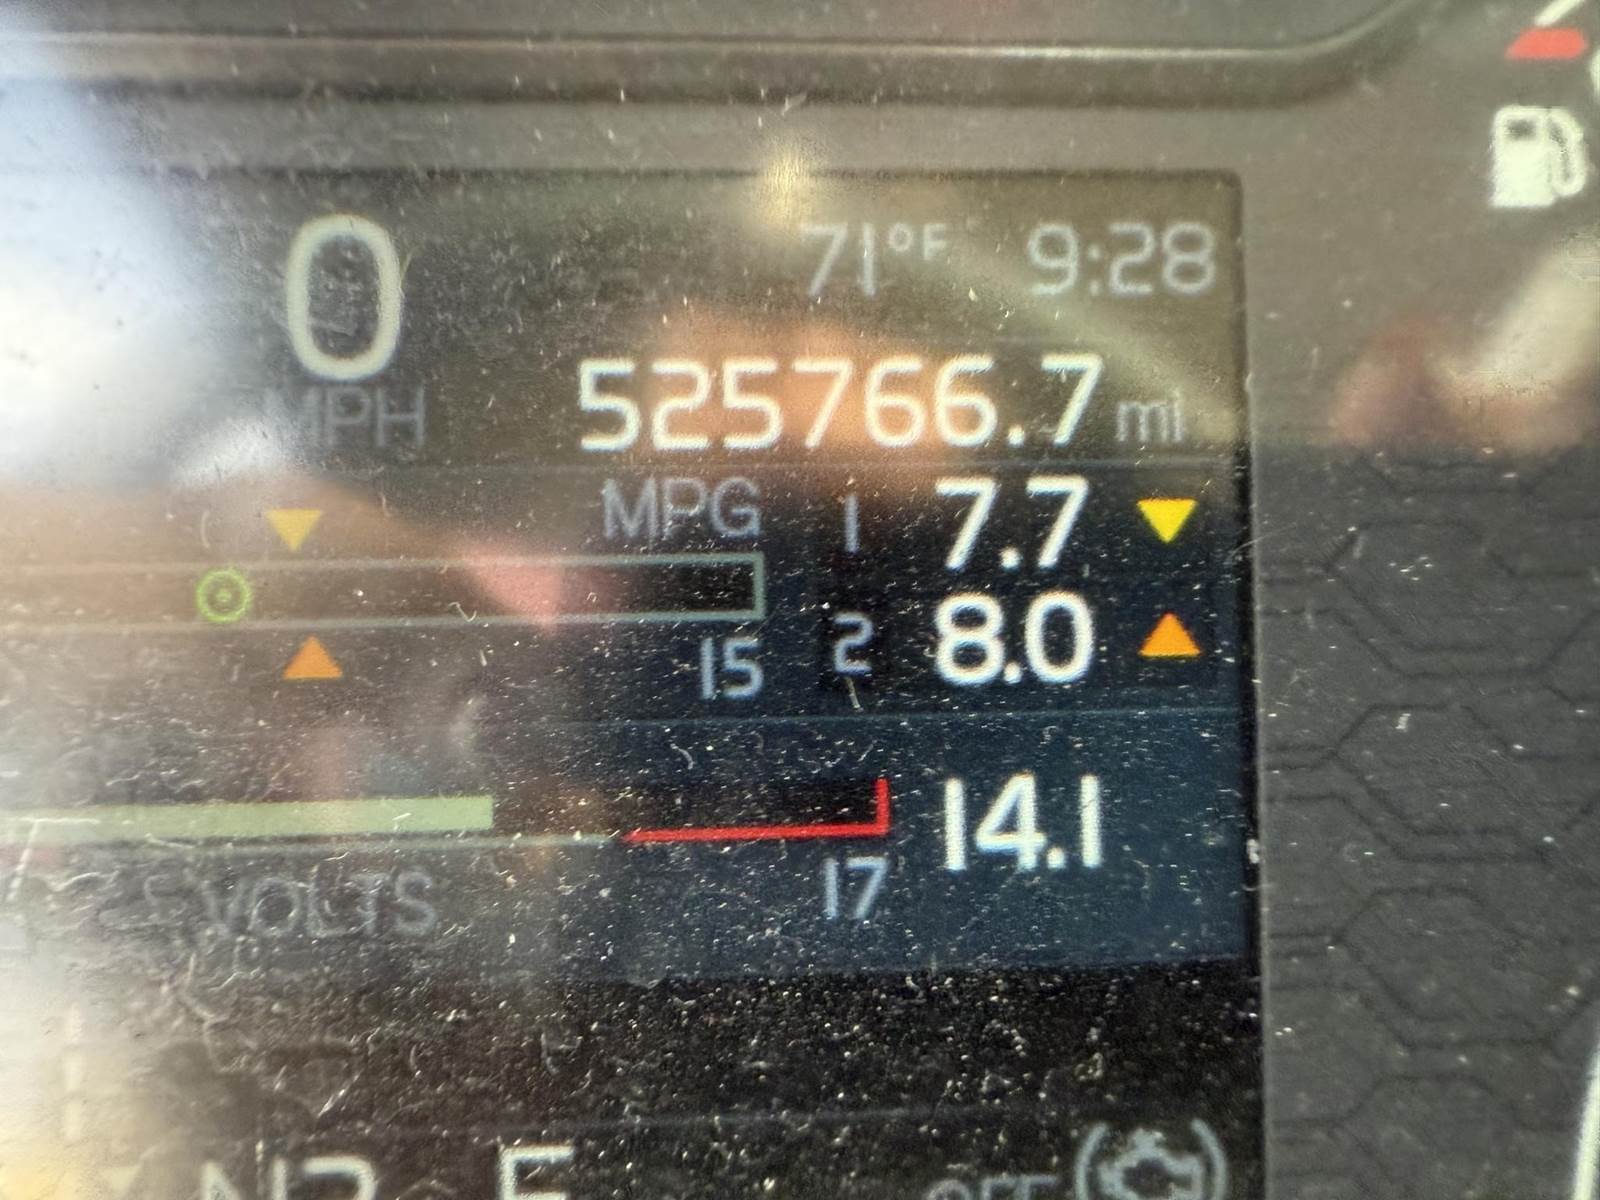 0 71°F 9:28
MPH 525766.7 mi
MPG 1 7.7
15 2 8.0
14.1
VOLTS 17